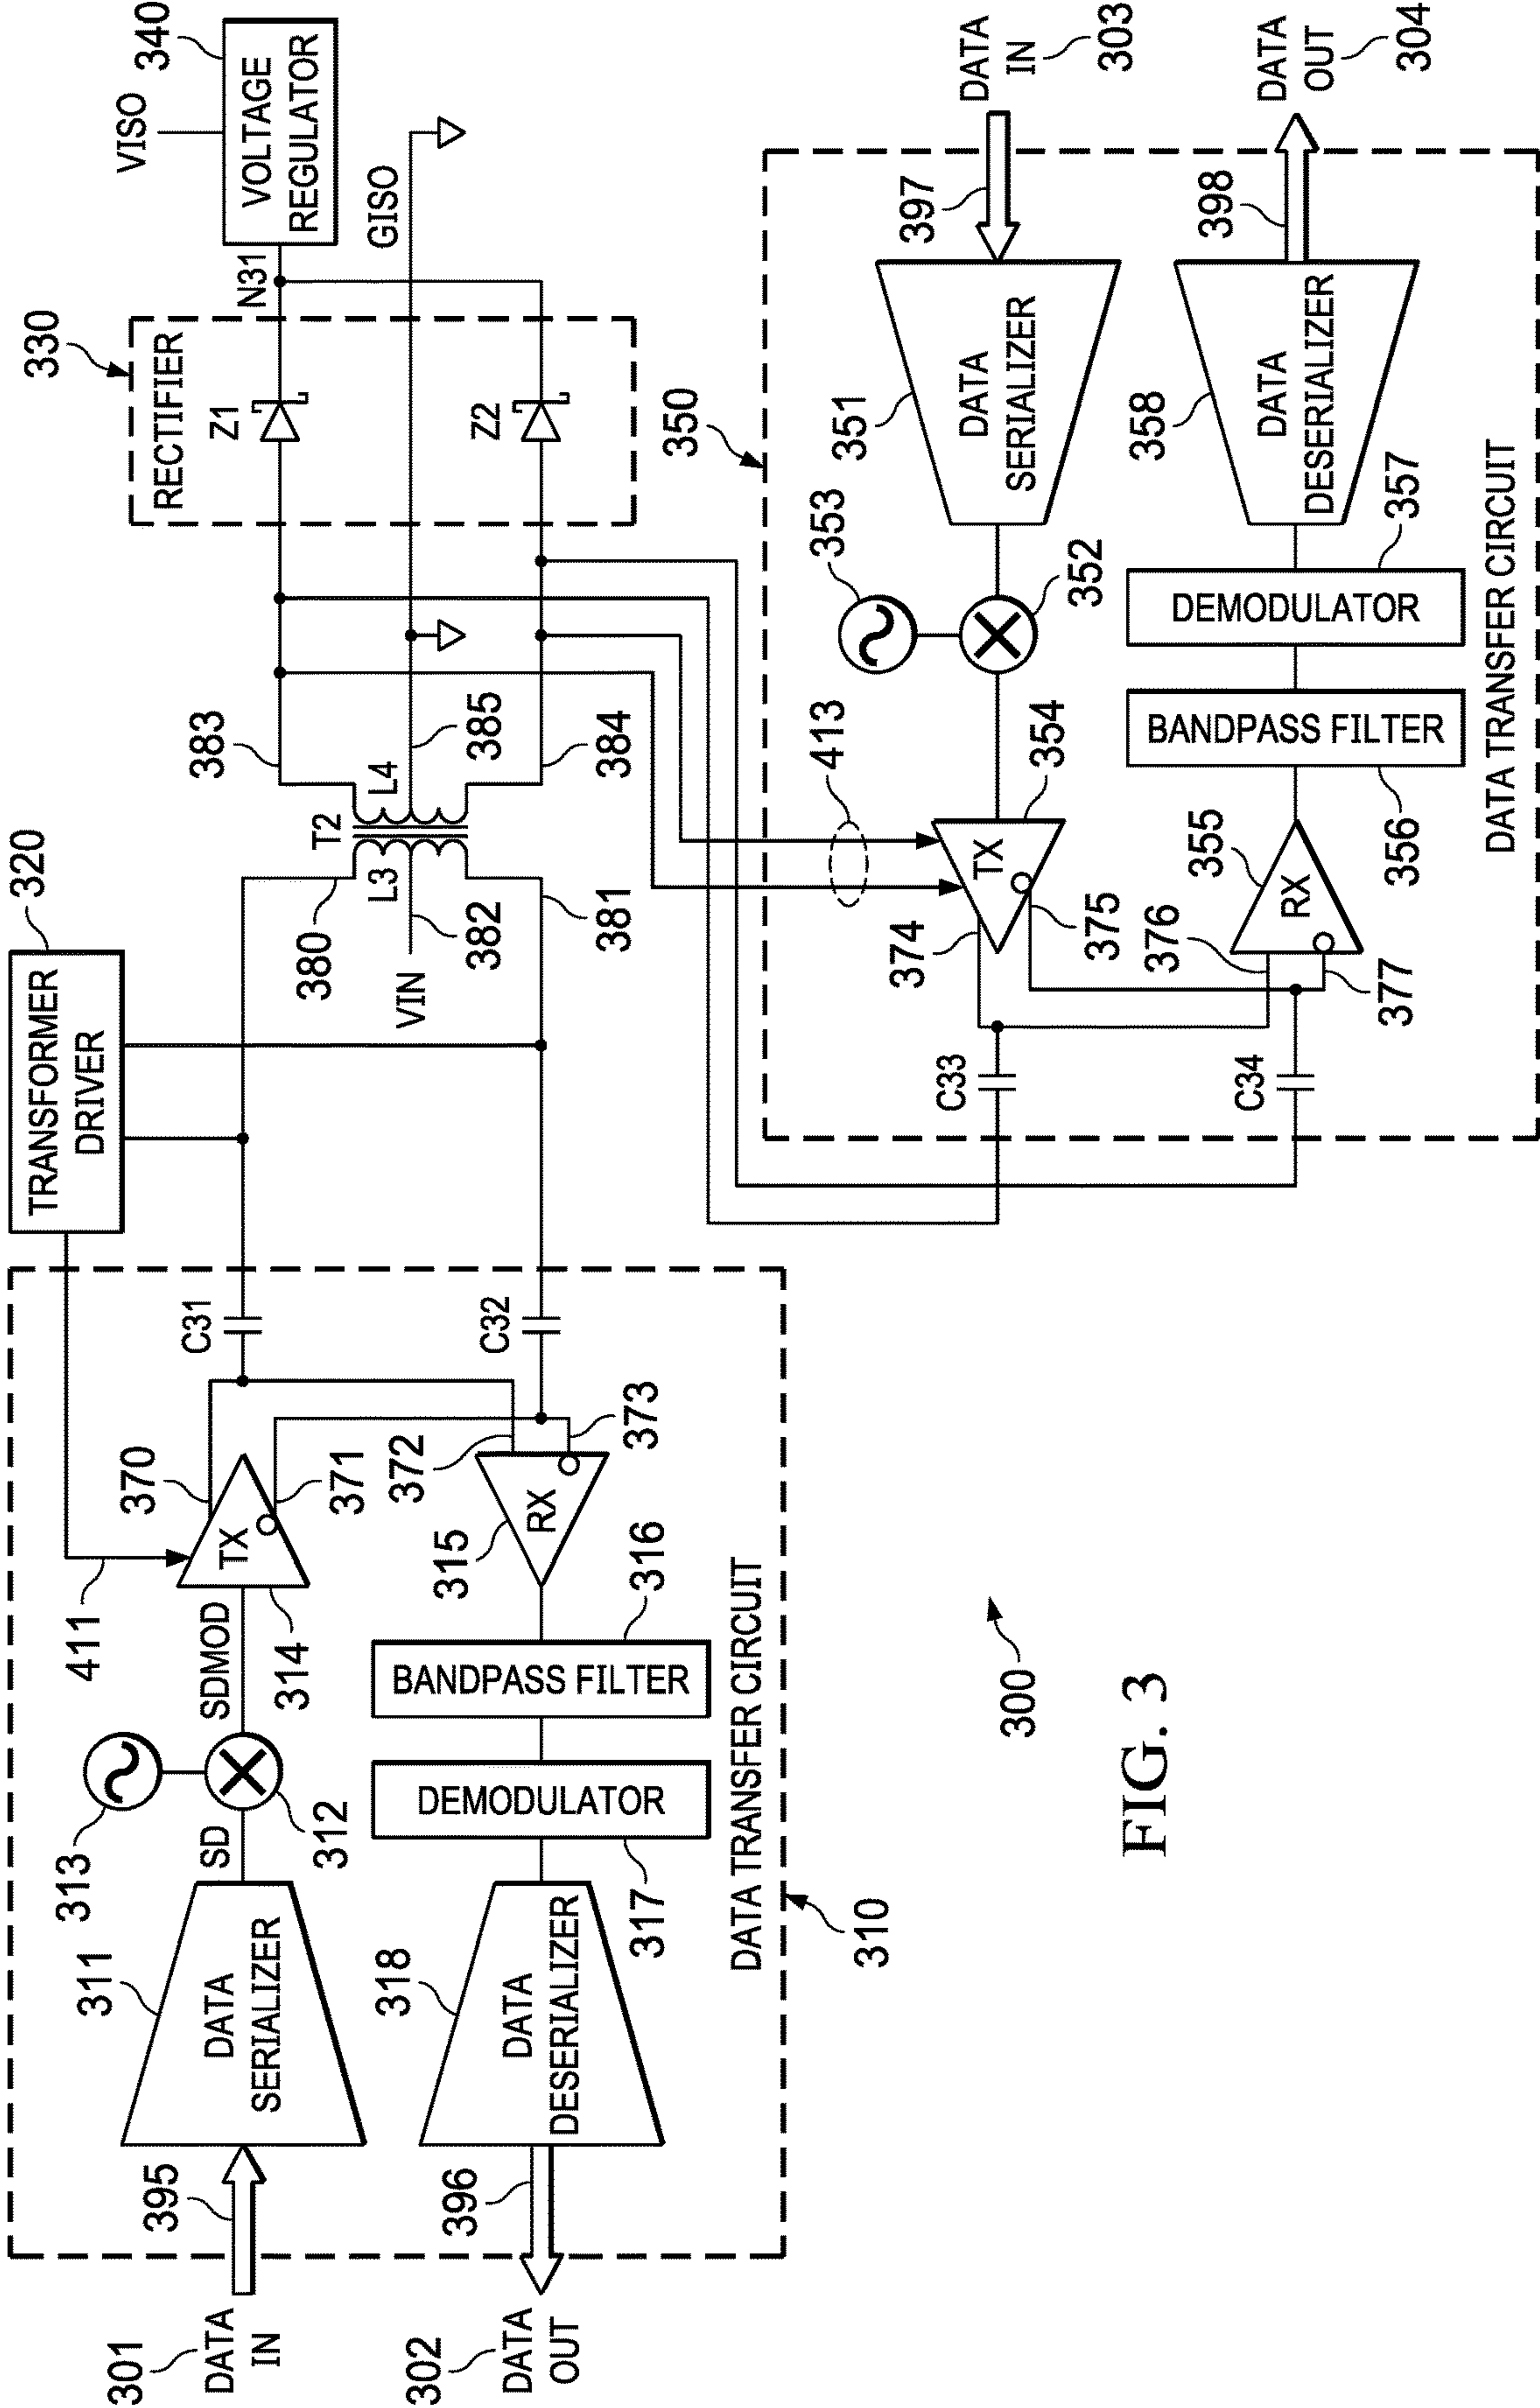 301
DATA
IN
395
311
DATA
SERIALIZER
SD
313
312
SDMOD
411
314
TX
370
371
C31
302
DATA
OUT
396
318
DATA
DESERIALIZER
317
DEMODULATOR
BANDPASS FILTER
316
315
RX
372
373
C32
DATA TRANSFER CIRCUIT
310
320
TRANSFORMER
DRIVER
380
VIN
382
381
L3
T2
L4
383
385
384
330
RECTIFIER
Z1
Z2
N31
GISO
VISO
340
VOLTAGE
REGULATOR
350
413
C33
374
375
TX
354
353
352
351
DATA
SERIALIZER
397
DATA
IN
303
C34
376
377
RX
355
356
BANDPASS FILTER
DEMODULATOR
357
358
DATA
DESERIALIZER
398
DATA
OUT
304
DATA TRANSFER CIRCUIT
300
FIG. 3